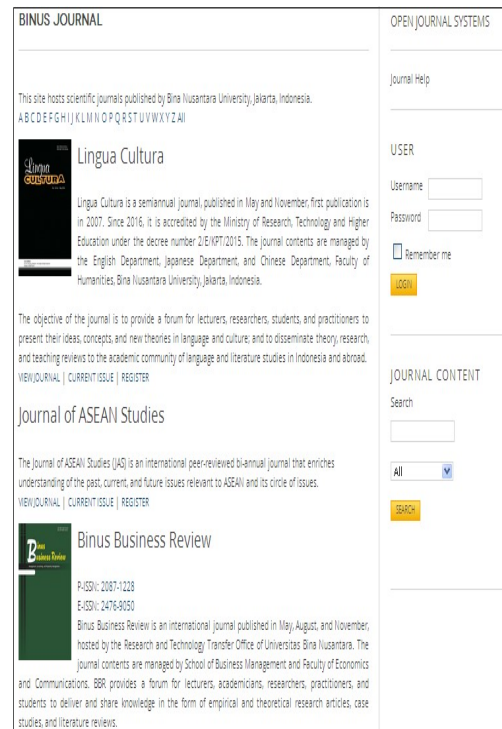 BINUS JOURNAL
This site hosts scientific journals published by Bina Nusantara University, Jakarta, Indonesia.
A B C D E F G H I J K L M N O P Q R S T U V W X Y Z All
Lingua
CULTURA
Lingua Cultura
Lingua Cultura is a semiannual journal, published in May and November, first publication is
in 2007. Since 2016, it is accredited by the Ministry of Research, Technology and Higher
Education under the decree number 2/E/KPT/2015. The journal contents are managed by
the English Department, Japanese Department, and Chinese Department, Faculty of
Humanities, Bina Nusantara University, Jakarta, Indonesia.
The objective of the journal is to provide a forum for lecturers, researchers, students, and practitioners to
present their ideas, concepts, and new theories in language and culture; and to disseminate theory, research,
and teaching reviews to the academic community of language and literature studies in Indonesia and abroad.
VIEW JOURNAL | CURRENT ISSUE | REGISTER
Journal of ASEAN Studies
The Journal of ASEAN Studies (JAS) is an international peer-reviewed bi-annual journal that enriches
understanding of the past, current, and future issues relevant to ASEAN and its circle of issues.
VIEW JOURNAL | CURRENT ISSUE | REGISTER
Binus
Business Review
Binus Business Review
P-ISSN: 2087-1228
E-ISSN: 2476-9050
Binus Business Review is an international journal published in May, August, and November,
hosted by the Research and Technology Transfer Office of Universitas Bina Nusantara. The
journal contents are managed by School of Business Management and Faculty of Economics
and Communications. BBR provides a forum for lecturers, academicians, researchers, practitioners, and
students to deliver and share knowledge in the form of empirical and theoretical research articles, case
studies, and literature reviews.
OPEN JOURNAL SYSTEMS
Journal Help
USER
Username
Password
Remember me
LOGIN
JOURNAL CONTENT
Search
All
SEARCH